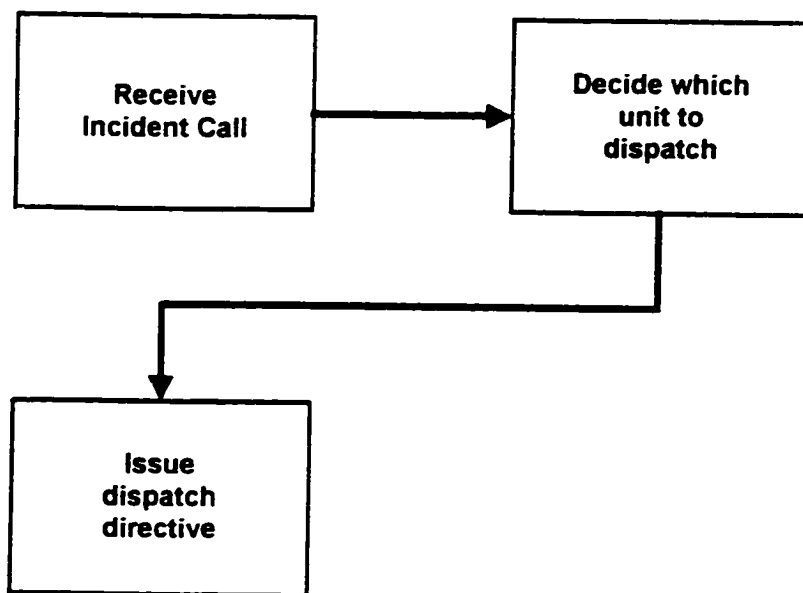 Receive
Incident Call
Decide which
unit to
dispatch
Issue
dispatch
directive